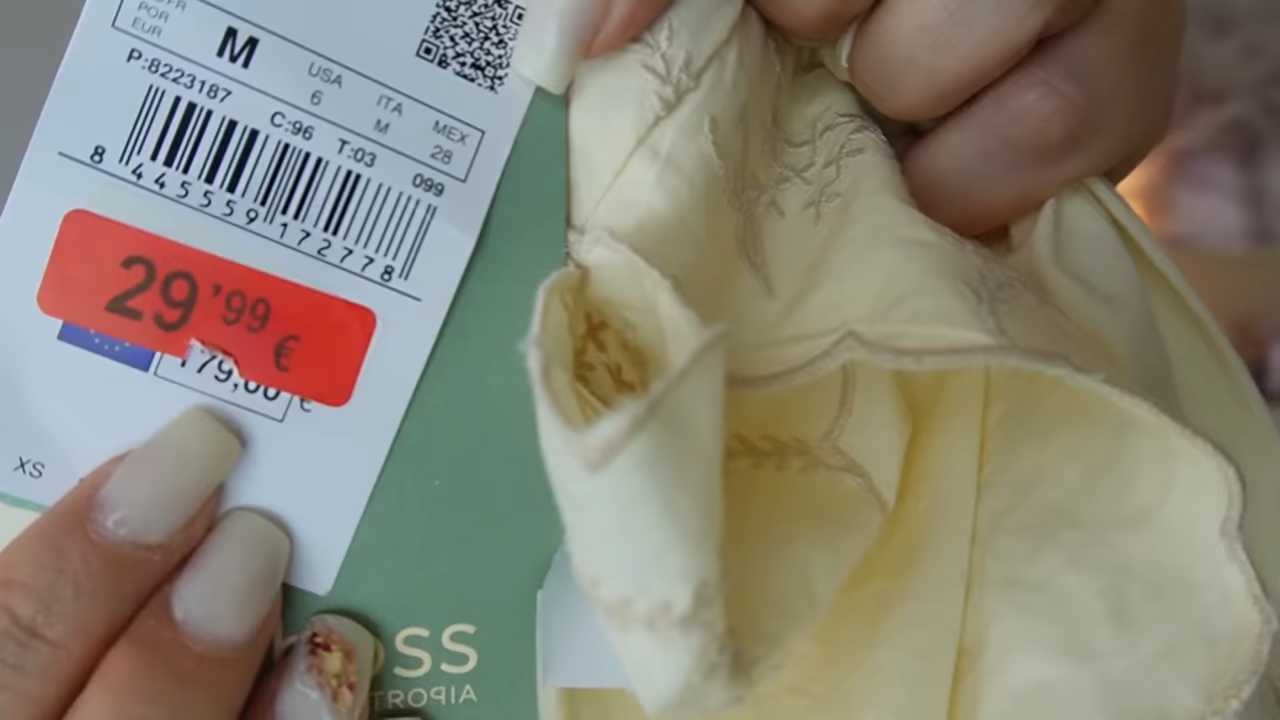 FR
POR
EUR
M
USA
6
ITA
M
MEX
28
P:8223187
C:96 T:03
099
8 445559 172778
29'99 €
179,00 €
XS
SS